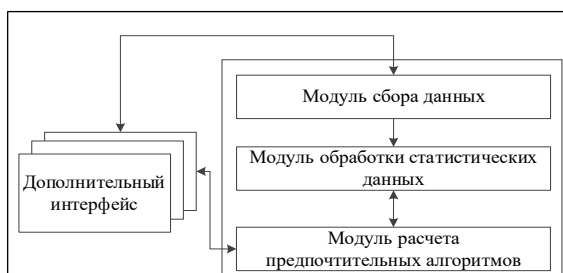 Модуль сбора данных
Модуль обработки статистических
данных
Дополнительный
интерфейс
Модуль расчета
предпочтительных алгоритмов